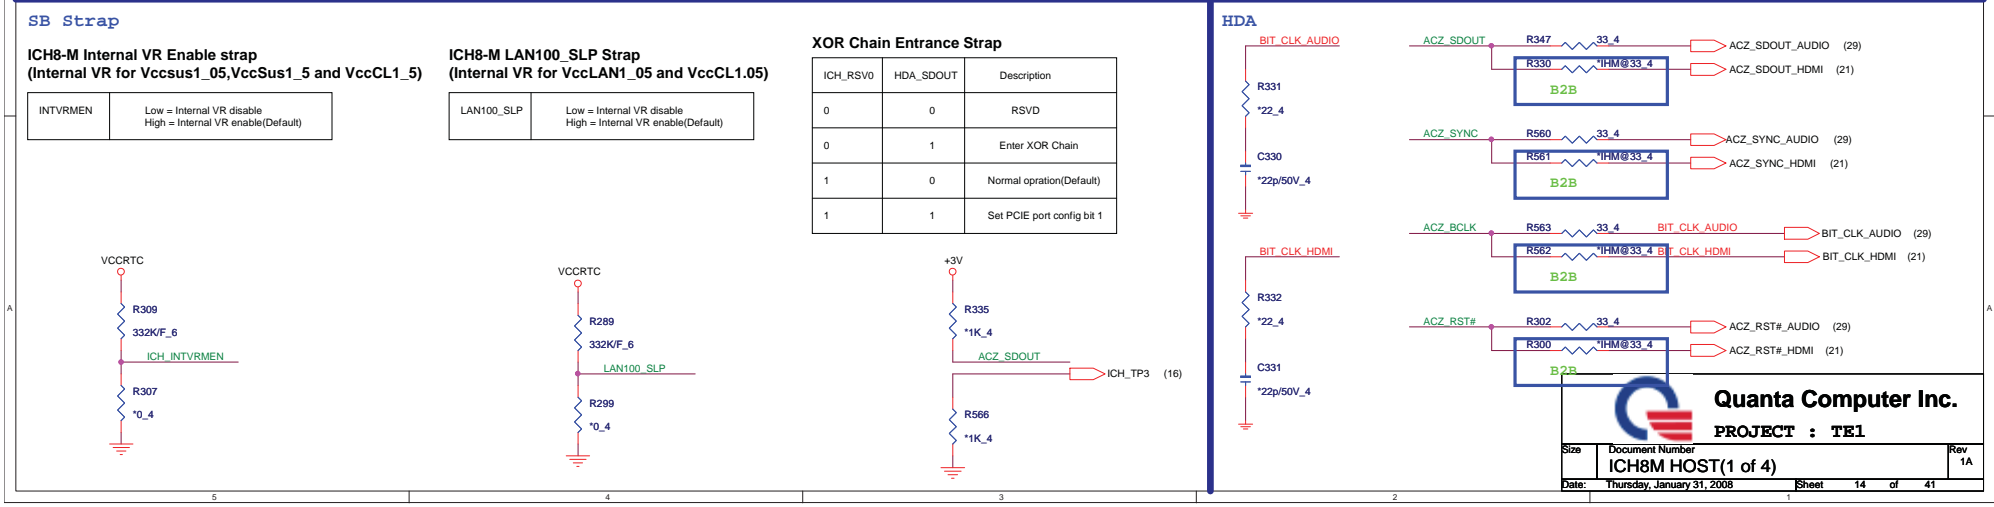 SB Strap
ICH8-M Internal VR Enable strap
(Internal VR for Vccsus1_05,VccSus1_5 and VccCL1_5)
INTVRMEN
Low = Internal VR disable
High = Internal VR enable(Default)
VCCRTC
R309
332K/F_6
ICH_INTVRMEN
R307
*0_4
ICH8-M LAN100_SLP Strap
(Internal VR for VccLAN1_05 and VccCL1.05)
LAN100_SLP
Low = Internal VR disable
High = Internal VR enable(Default)
VCCRTC
R289
332K/F_6
LAN100_SLP
R299
*0_4
XOR Chain Entrance Strap
ICH_RSV0 HDA_SDOUT Description
0 0 RSVD
0 1 Enter XOR Chain
1 0 Normal opration(Default)
1 1 Set PCIE port config bit 1
+3V
R335
*1K_4
ACZ_SDOUT
ICH_TP3 (16)
R566
*1K_4
HDA
BIT_CLK_AUDIO
R331
*22_4
C330
*22p/50V_4
BIT_CLK_HDMI
R332
*22_4
C331
*22p/50V_4
ACZ_SDOUT R347 33_4 ACZ_SDOUT_AUDIO (29)
R330 *IHM@33_4 ACZ_SDOUT_HDMI (21)
B2B
ACZ_SYNC R560 33_4 ACZ_SYNC_AUDIO (29)
R561 *IHM@33_4 ACZ_SYNC_HDMI (21)
B2B
ACZ_BCLK R563 33_4 BIT_CLK_AUDIO BIT_CLK_AUDIO (29)
R562 *IHM@33_4 BIT_CLK_HDMI BIT_CLK_HDMI (21)
B2B
ACZ_RST# R302 33_4 ACZ_RST#_AUDIO (29)
R300 *IHM@33_4 ACZ_RST#_HDMI (21)
B2B
Quanta Computer Inc.
PROJECT : TE1
Size Document Number Rev
ICH8M HOST(1 of 4) 1A
Date: Thursday, January 31, 2008 Sheet 14 of 41
A A
5 4 3 2 1